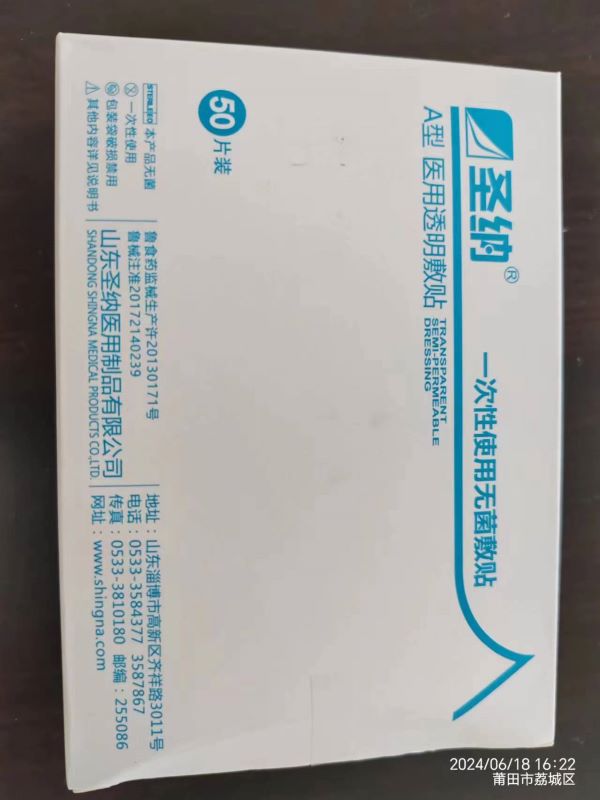 圣纳®
一次性使用无菌敷贴
A型 医用透明敷贴
TRANSPARENT
SEMI-PERMEABLE
DRESSING
50片装
STERILE EO 本产品无菌
一次性使用
包装袋破损禁用
其他内容详见说明书
鲁食药监械生产许20130171号
鲁械注准20172140239
山东圣纳医用制品有限公司
SHANDONG SHINGNA MEDICAL PRODUCTS CO.,LTD.
地址：山东淄博市高新区齐祥路3011号
电话：0533-3584377 3587867
传真：0533-3810180 邮编：255086
网址：www.shingna.com
2024/06/18 16:22
莆田市荔城区